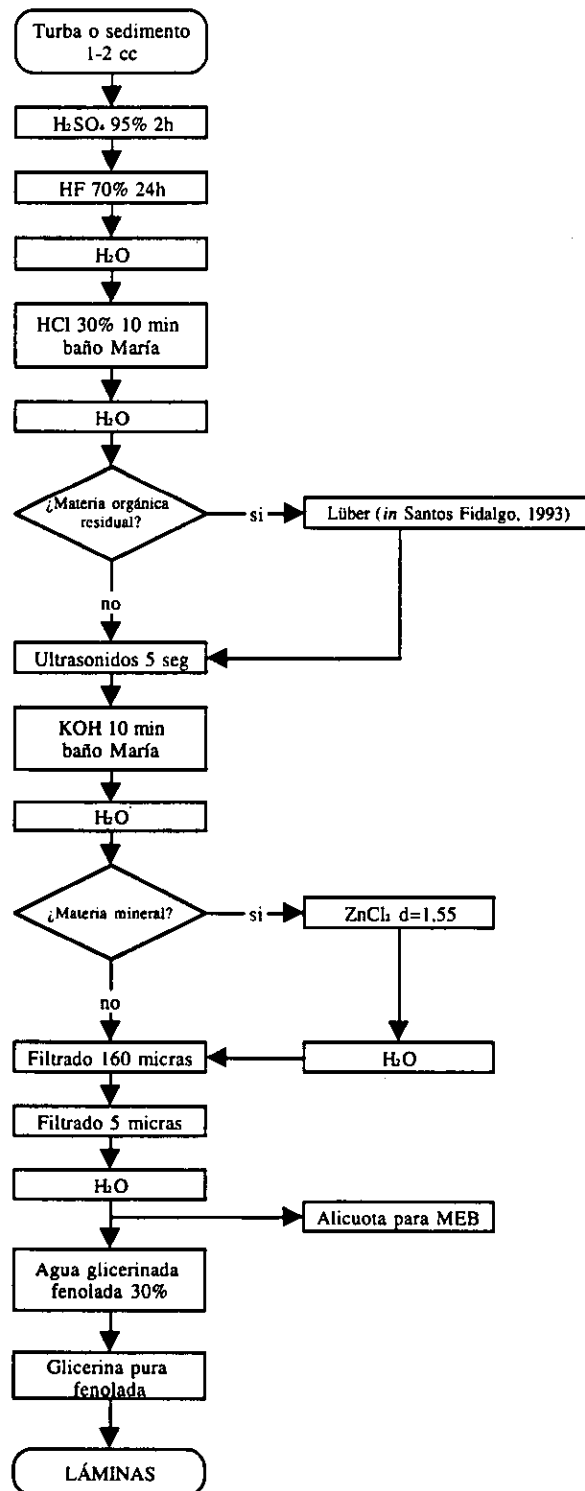 Turba o sedimento
1-2 cc
H₂SO₄ 95% 2h
HF 70% 24h
H₂O
HCl 30% 10 min
baño María
H₂O
¿Materia orgánica
residual?
si
Lüber (in Santos Fidalgo, 1993)
no
Ultrasonidos 5 seg
KOH 10 min
baño María
H₂O
¿Materia mineral?
si
ZnCl₂ d=1,55
no
Filtrado 160 micras
H₂O
Filtrado 5 micras
H₂O
Alicuota para MEB
Agua glicerinada
fenolada 30%
Glicerina pura
fenolada
LÁMINAS